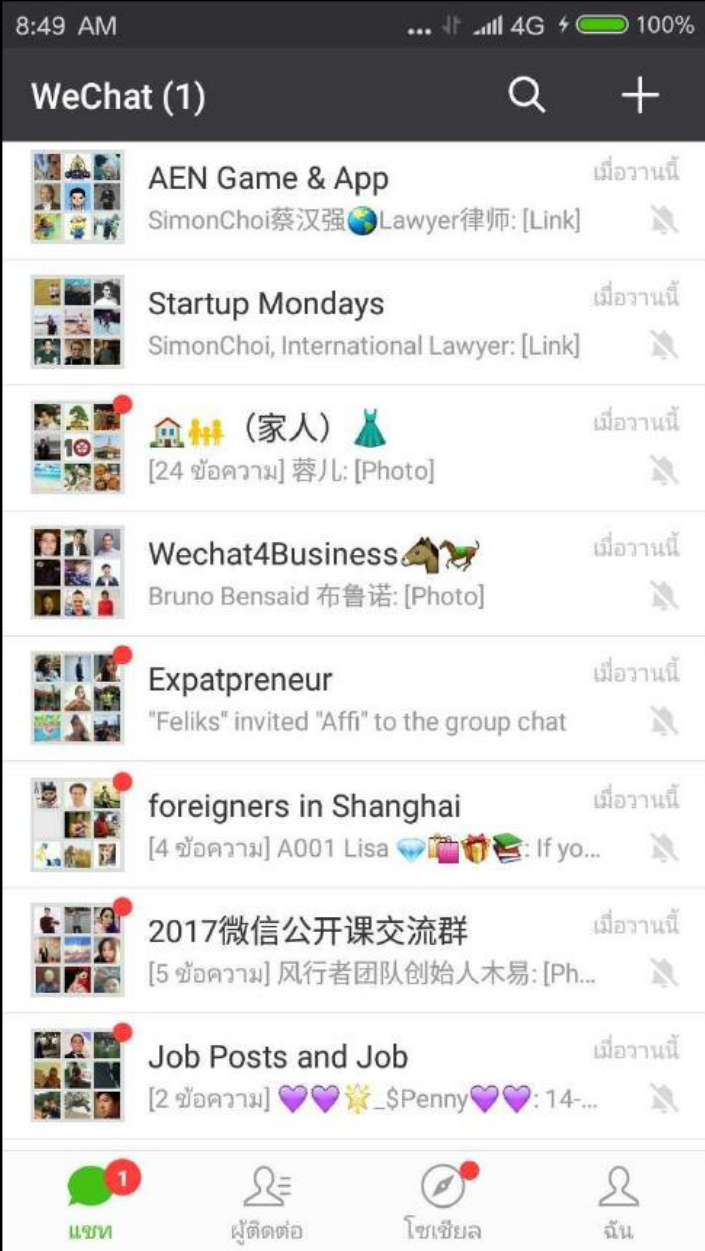 8:49 AM ... 4G 100%
WeChat (1)
AEN Game & App เมื่อวานนี้
SimonChoi蔡汉强🌎Lawyer律师: [Link]
Startup Mondays เมื่อวานนี้
SimonChoi, International Lawyer: [Link]
🏠👨‍👩‍👧（家人）👗 เมื่อวานนี้
[24 ข้อความ] 蓉儿: [Photo]
10
Wechat4Business🐴🐎 เมื่อวานนี้
Bruno Bensaid 布鲁诺: [Photo]
Expatpreneur เมื่อวานนี้
"Feliks" invited "Affi" to the group chat
foreigners in Shanghai เมื่อวานนี้
[4 ข้อความ] A001 Lisa 💎🛍🎁📚: If yo...
2017微信公开课交流群 เมื่อวานนี้
[5 ข้อความ] 风行者团队创始人木易: [Ph...
Job Posts and Job เมื่อวานนี้
[2 ข้อความ] 💜💜🌟_$Penny💜💜: 14-...
1
แชท ผู้ติดต่อ โซเชียล ฉัน